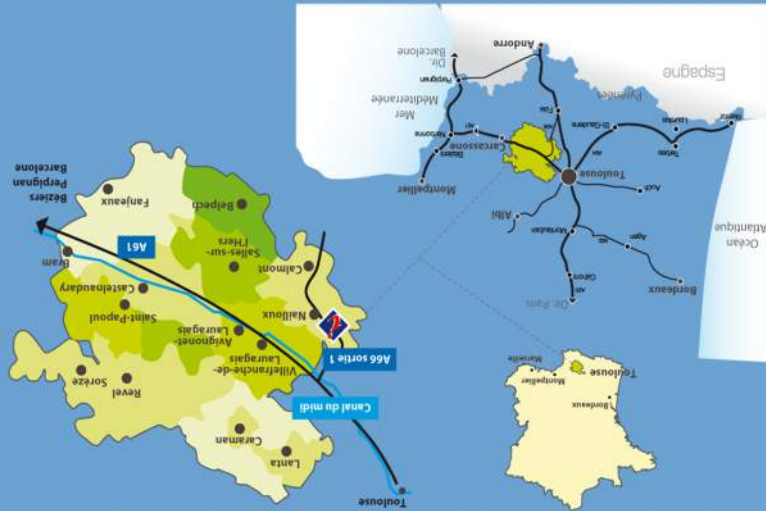 Bordeaux
Toulouse
Montpellier
Marseille
Toulouse
Lanta
Caraman
Canal du midi
Revel
Sorèze
A66 sortie 1
Villefranche-de-
Lauragais
Avignonet
Lauragais
Saint-Papoul
Nailloux
Castelnaudary
Calmont
Salles-sur-
l'Hers
Bram
A61
Belpech
Fanjeaux
Béziers
Perpignan
Barcelone
Dir. Paris
Bordeaux
Cahors
Agen
Montauban
Océan
Atlantique
Albi
Auch
Toulouse
Montpellier
Biarritz
Tarbes
Lourdes
St-Gaudens
Carcassonne
Béziers
Narbonne
Foix
Mer
Méditerranée
Pyrénées
Perpignan
Espagne
Andorre
Dir.
Barcelone